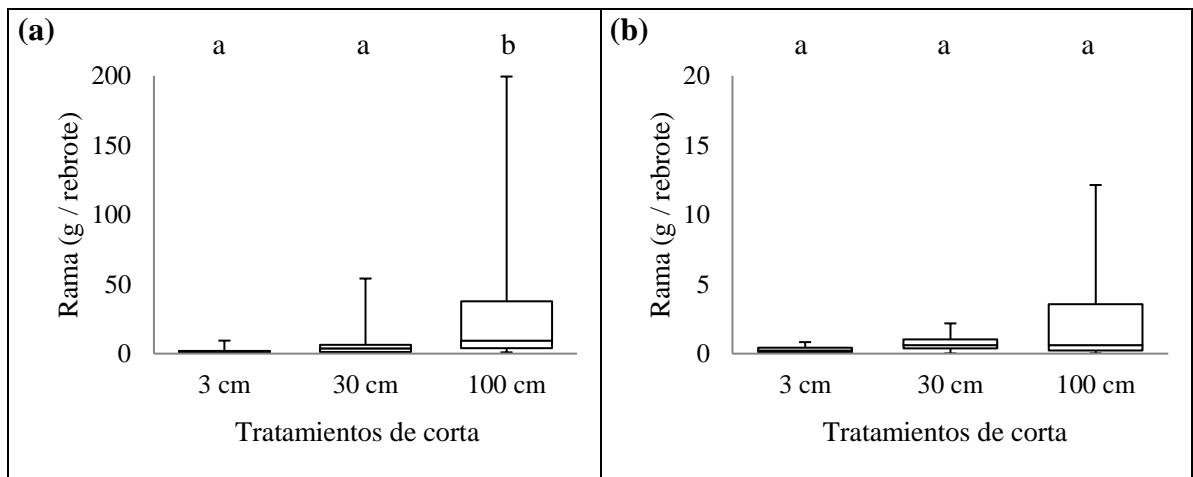 (a)
a a b
Rama (g / rebrote)
200
150
100
50
0
3 cm 30 cm 100 cm
Tratamientos de corta
(b)
a a a
Rama (g / rebrote)
20
15
10
5
0
3 cm 30 cm 100 cm
Tratamientos de corta